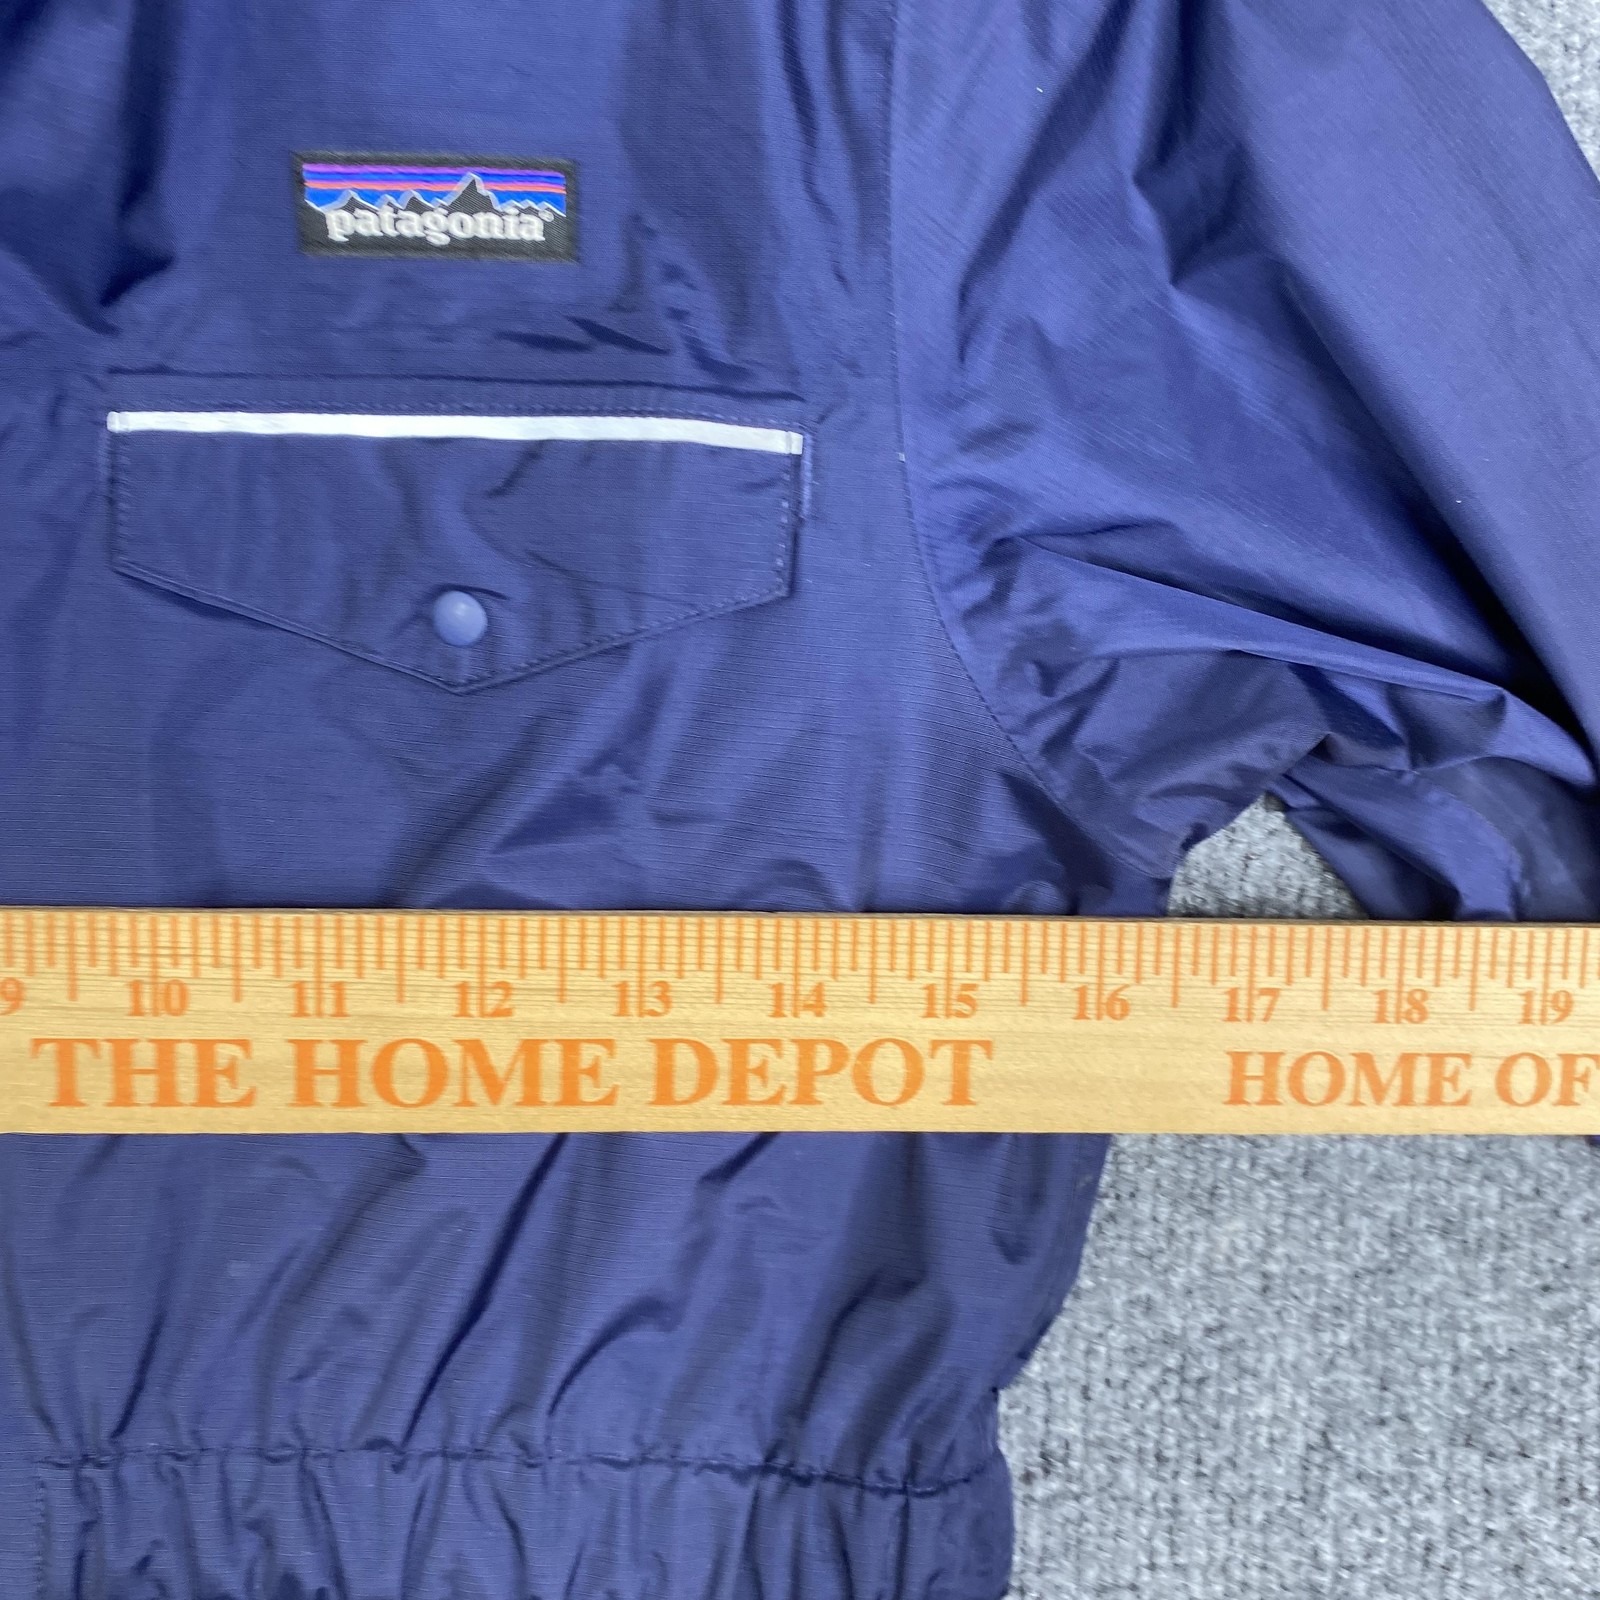 patagonia®
9 10 11 12 13 14 15 16 17 18 19
THE HOME DEPOT HOME OF